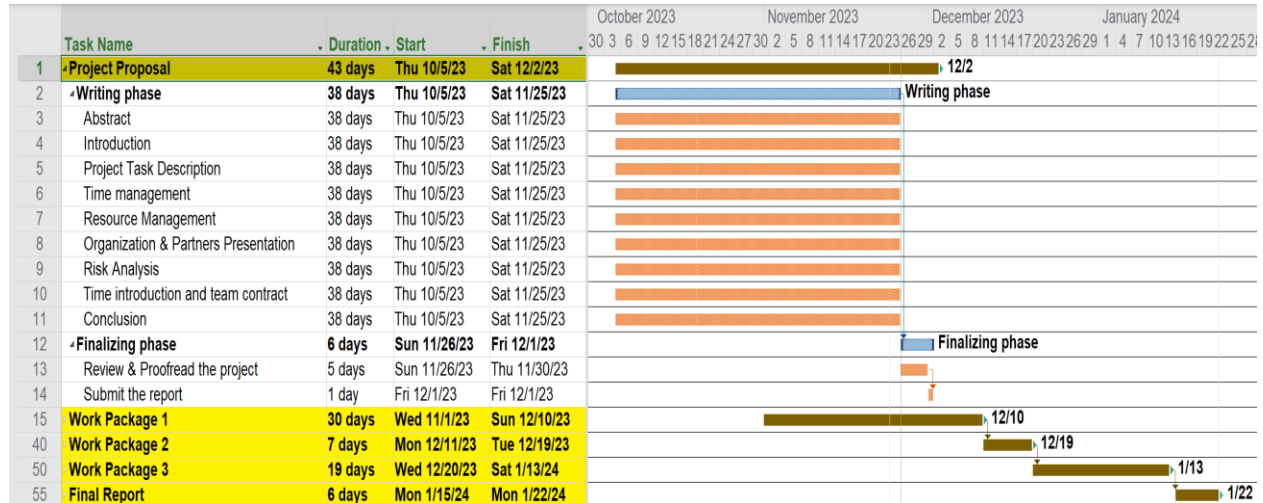 October 2023 November 2023 December 2023 January 2024
Task Name Duration Start Finish 30 3 6 9 12 15 18 21 24 27 30 2 5 8 11 14 17 20 23 26 29 2 5 8 11 14 17 20 23 26 29 1 4 7 10 13 16 19 22 25 28
1 Project Proposal 43 days Thu 10/5/23 Sat 12/2/23 12/2
2 Writing phase 38 days Thu 10/5/23 Sat 11/25/23 Writing phase
3 Abstract 38 days Thu 10/5/23 Sat 11/25/23
4 Introduction 38 days Thu 10/5/23 Sat 11/25/23
5 Project Task Description 38 days Thu 10/5/23 Sat 11/25/23
6 Time management 38 days Thu 10/5/23 Sat 11/25/23
7 Resource Management 38 days Thu 10/5/23 Sat 11/25/23
8 Organization & Partners Presentation 38 days Thu 10/5/23 Sat 11/25/23
9 Risk Analysis 38 days Thu 10/5/23 Sat 11/25/23
10 Time introduction and team contract 38 days Thu 10/5/23 Sat 11/25/23
11 Conclusion 38 days Thu 10/5/23 Sat 11/25/23
12 Finalizing phase 6 days Sun 11/26/23 Fri 12/1/23 Finalizing phase
13 Review & Proofread the project 5 days Sun 11/26/23 Thu 11/30/23
14 Submit the report 1 day Fri 12/1/23 Fri 12/1/23
15 Work Package 1 30 days Wed 11/1/23 Sun 12/10/23 12/10
40 Work Package 2 7 days Mon 12/11/23 Tue 12/19/23 12/19
50 Work Package 3 19 days Wed 12/20/23 Sat 1/13/24 1/13
55 Final Report 6 days Mon 1/15/24 Mon 1/22/24 1/22